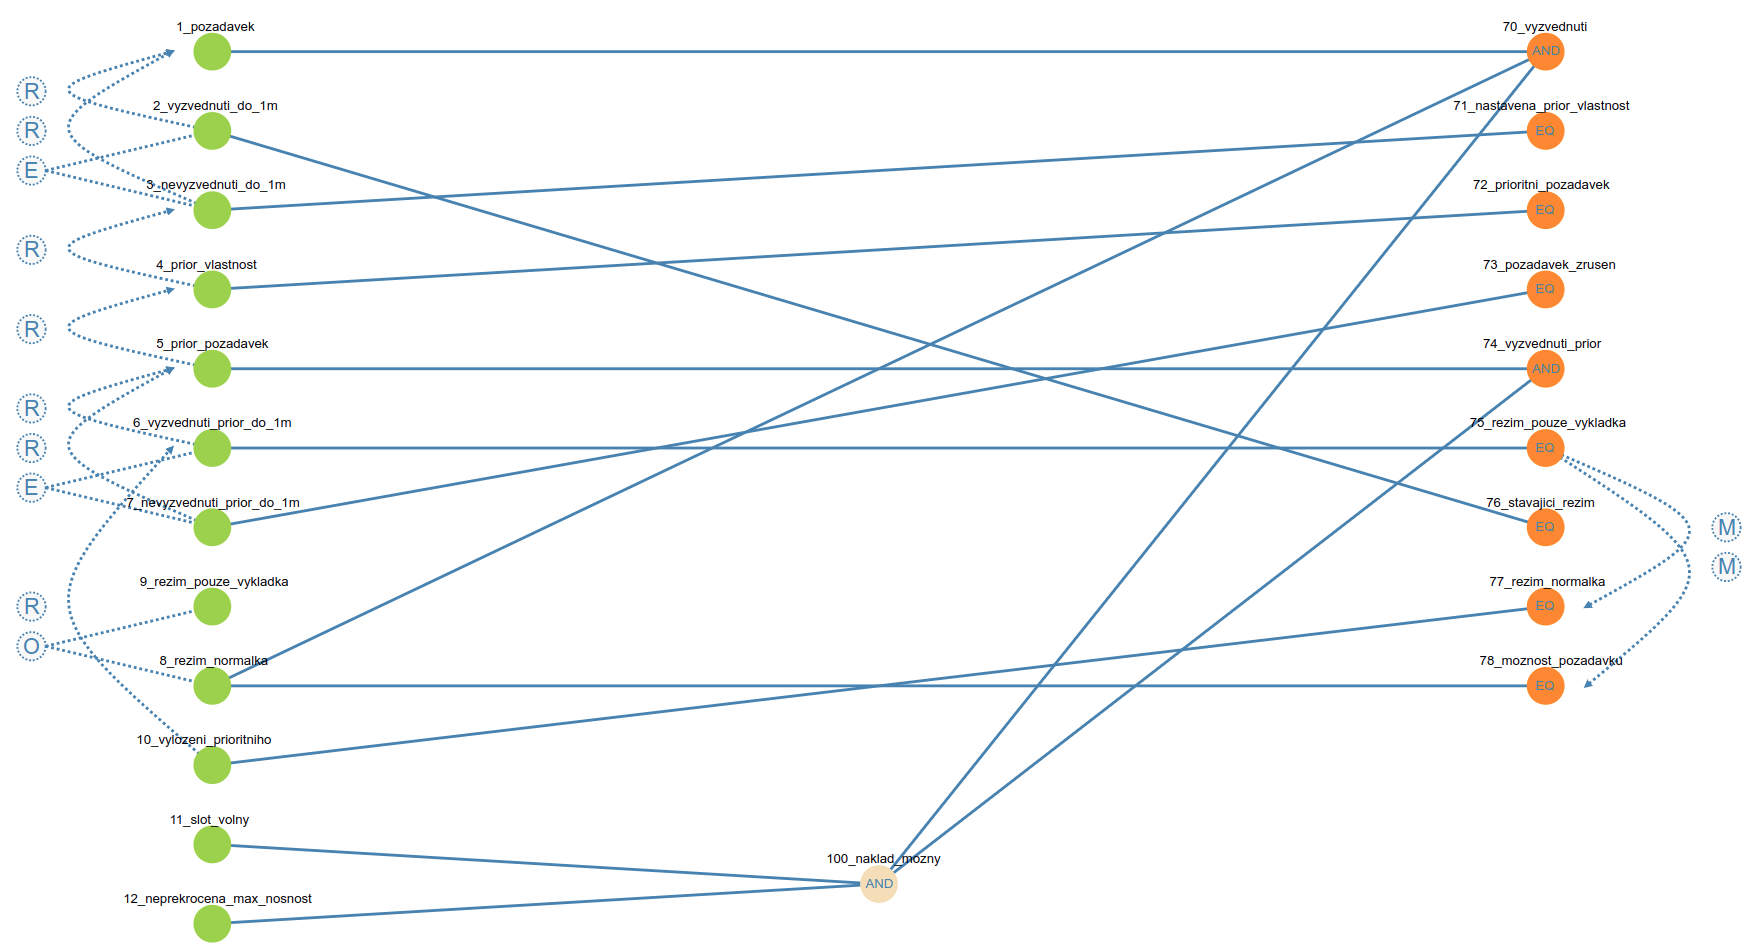 1_pozadavek
70_vyzvednuti
AND
R
2_vyzvednuti_do_1m
71_nastavena_prior_vlastnost
R
EQ
E
3_nevyzvednuti_do_1m
72_prioritni_pozadavek
EQ
R
4_prior_vlastnost
73_pozadavek_zrusen
EQ
R
5_prior_pozadavek
74_vyzvednuti_prior
AND
R
6_vyzvednuti_prior_do_1m
75_rezim_pouze_vykladka
R
EQ
E
7_nevyzvednuti_prior_do_1m
76_stavajici_rezim
EQ
M
9_rezim_pouze_vykladka
77_rezim_normalka
M
R
EQ
O
8_rezim_normalka
78_moznost_pozadavku
EQ
10_vylozeni_prioritniho
11_slot_volny
100_naklad_mozny
AND
12_neprekrocena_max_nosnost